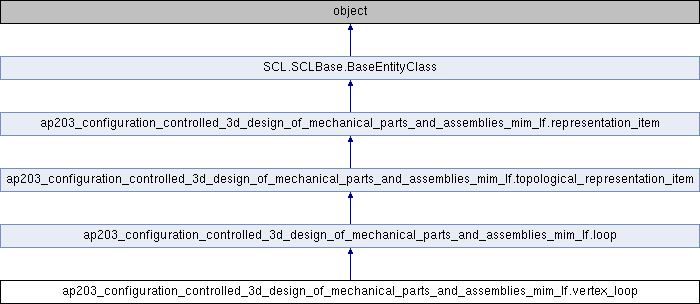 object
SCL.SCLBase.BaseEntityClass
ap203_configuration_controlled_3d_design_of_mechanical_parts_and_assemblies_mim_lf.representation_item
ap203_configuration_controlled_3d_design_of_mechanical_parts_and_assemblies_mim_lf.topological_representation_item
ap203_configuration_controlled_3d_design_of_mechanical_parts_and_assemblies_mim_lf.loop
ap203_configuration_controlled_3d_design_of_mechanical_parts_and_assemblies_mim_lf.vertex_loop